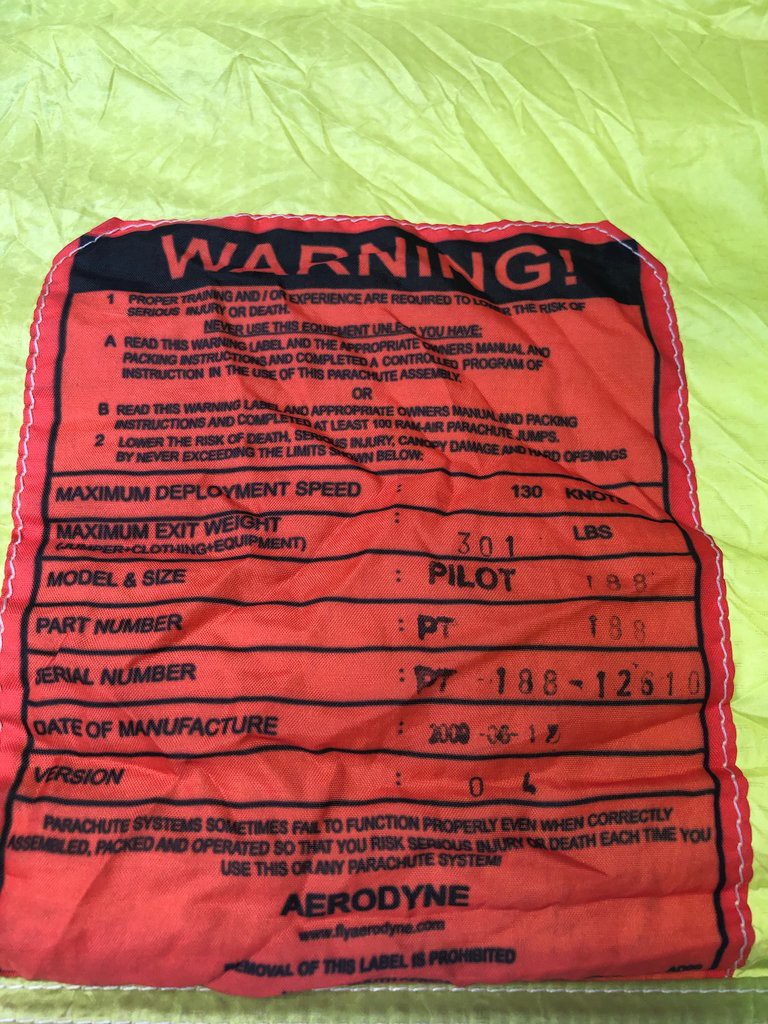 WARNING!
1 PROPER TRAINING AND / OR EXPERIENCE ARE REQUIRED TO LOWER THE RISK OF
SERIOUS INJURY OR DEATH.
NEVER USE THIS EQUIPMENT UNLESS YOU HAVE:
A READ THIS WARNING LABEL AND THE APPROPRIATE OWNERS MANUAL AND
PACKING INSTRUCTIONS AND COMPLETED A CONTROLLED PROGRAM OF
INSTRUCTION IN THE USE OF THIS PARACHUTE ASSEMBLY.
OR
B READ THIS WARNING LABEL AND APPROPRIATE OWNERS MANUAL AND PACKING
INSTRUCTIONS AND COMPLETED AT LEAST 100 RAM-AIR PARACHUTE JUMPS.
2 LOWER THE RISK OF DEATH, SERIOUS INJURY, CANOPY DAMAGE AND HARD OPENINGS
BY NEVER EXCEEDING THE LIMITS SHOWN BELOW:
MAXIMUM DEPLOYMENT SPEED : 130 KNOTS
MAXIMUM EXIT WEIGHT : 301 LBS
(JUMPER+CLOTHING+EQUIPMENT)
MODEL & SIZE : PILOT 188
PART NUMBER : PT 188
SERIAL NUMBER : PT -188-12610
DATE OF MANUFACTURE :
VERSION : 0 4
PARACHUTE SYSTEMS SOMETIMES FAIL TO FUNCTION PROPERLY EVEN WHEN CORRECTLY
ASSEMBLED, PACKED AND OPERATED SO THAT YOU RISK SERIOUS INJURY OR DEATH EACH TIME YOU
USE THIS OR ANY PARACHUTE SYSTEM!
AERODYNE
www.flyaerodyne.com
REMOVAL OF THIS LABEL IS PROHIBITED